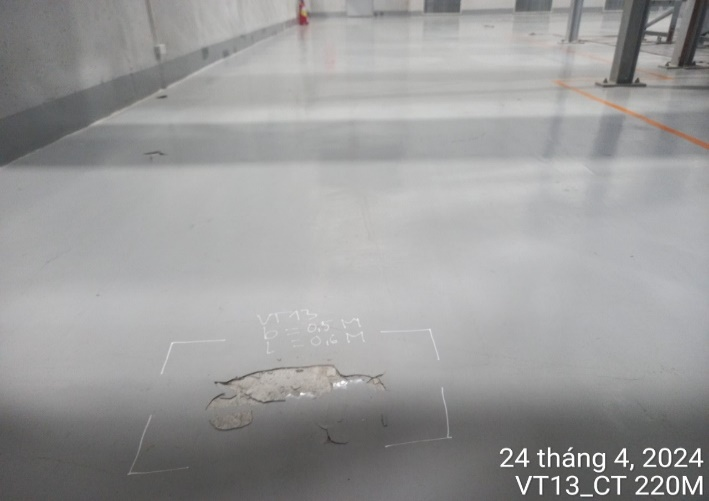 VT13
b = 0,5 M
L = 0,6 M
24 tháng 4, 2024
VT13_CT 220M